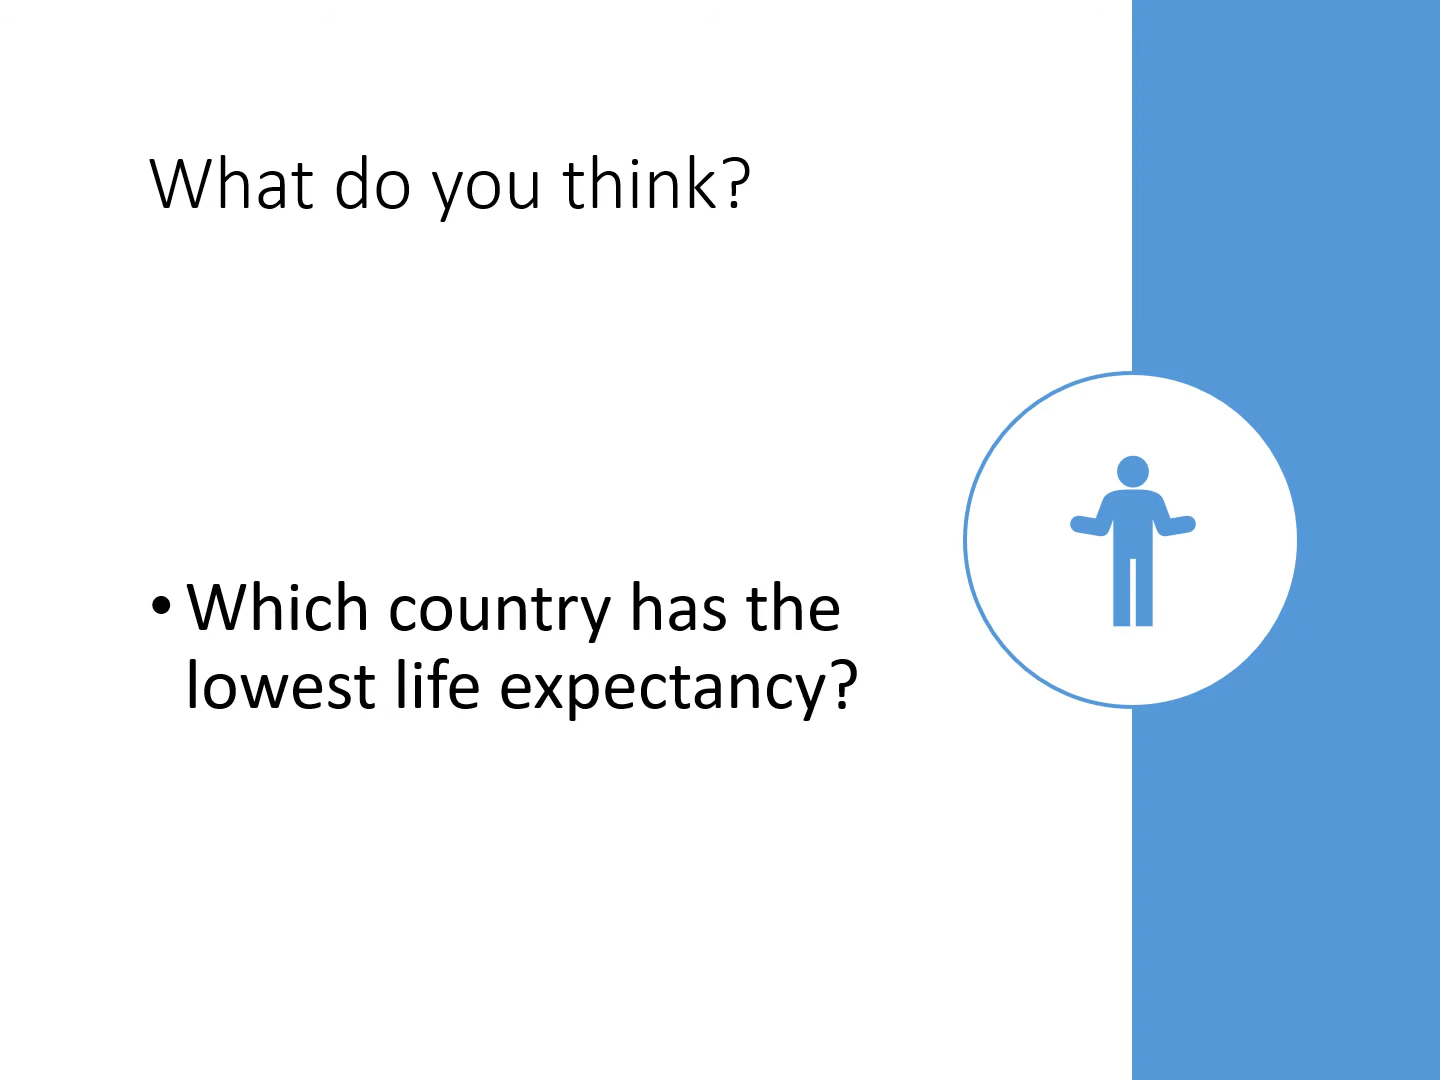 What do you think?
• Which country has the
lowest life expectancy?